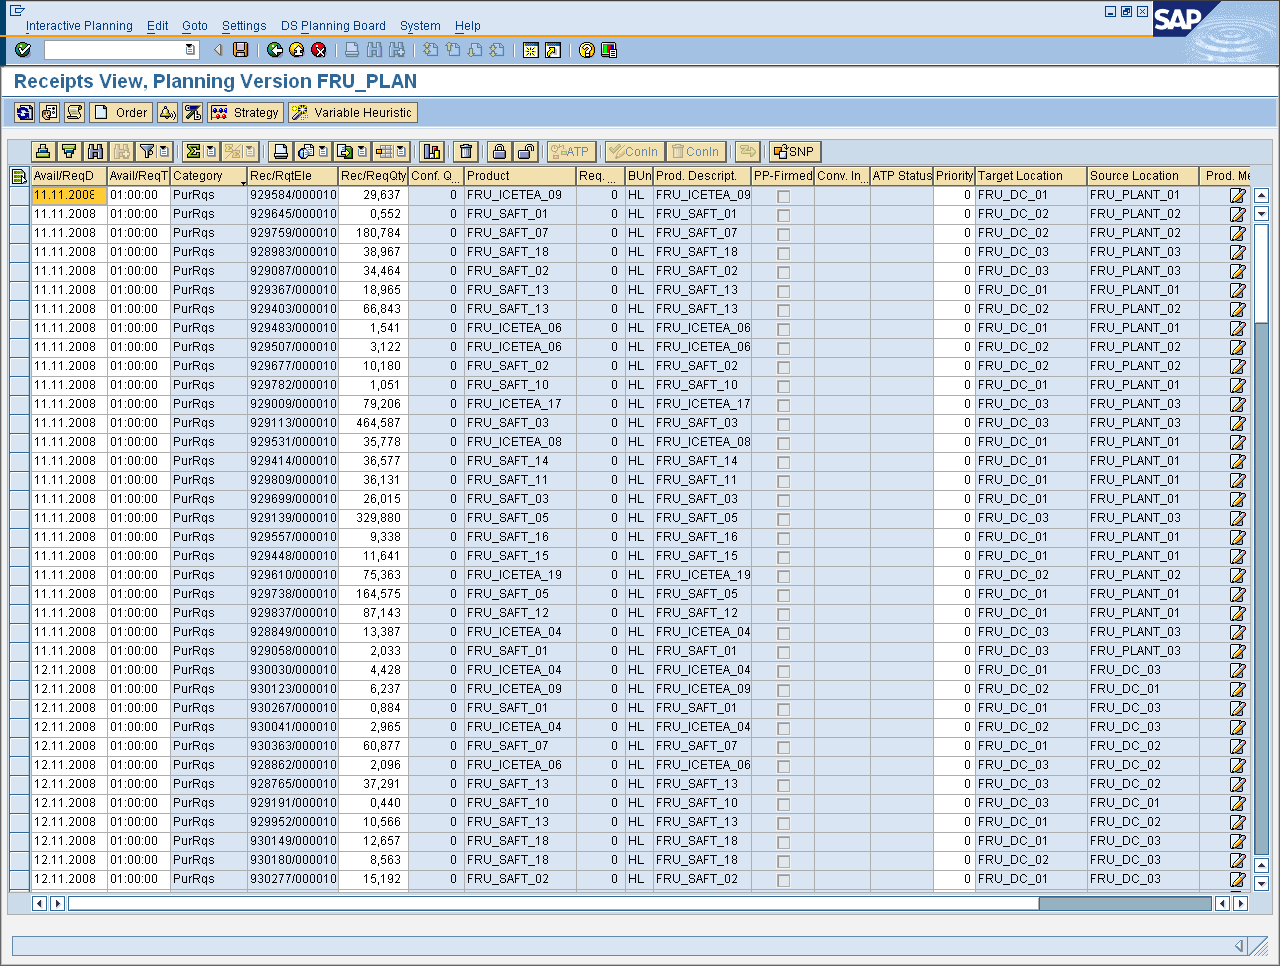 Interactive Planning Edit Goto Settings DS Planning Board System Help
SAP
Receipts View, Planning Version FRU_PLAN
Order Strategy Variable Heuristic
ATP ConIn ConIn SNP
Avail/ReqD Avail/ReqT Category Rec/RqtEle Rec/ReqQty Conf. Q... Product Req. ... BUn Prod. Descript. PP-Firmed Conv. In... ATP Status Priority Target Location Source Location Prod. Me
11.11.2008 01:00:00 PurRqs 929584/000010 29,637 0 FRU_ICETEA_09 0 HL FRU_ICETEA_09 0 FRU_DC_01 FRU_PLANT_01
11.11.2008 01:00:00 PurRqs 929645/000010 0,552 0 FRU_SAFT_01 0 HL FRU_SAFT_01 0 FRU_DC_02 FRU_PLANT_02
11.11.2008 01:00:00 PurRqs 929759/000010 180,784 0 FRU_SAFT_07 0 HL FRU_SAFT_07 0 FRU_DC_02 FRU_PLANT_02
11.11.2008 01:00:00 PurRqs 928983/000010 38,967 0 FRU_SAFT_18 0 HL FRU_SAFT_18 0 FRU_DC_03 FRU_PLANT_03
11.11.2008 01:00:00 PurRqs 929087/000010 34,464 0 FRU_SAFT_02 0 HL FRU_SAFT_02 0 FRU_DC_03 FRU_PLANT_03
11.11.2008 01:00:00 PurRqs 929367/000010 18,965 0 FRU_SAFT_13 0 HL FRU_SAFT_13 0 FRU_DC_01 FRU_PLANT_01
11.11.2008 01:00:00 PurRqs 929403/000010 66,843 0 FRU_SAFT_13 0 HL FRU_SAFT_13 0 FRU_DC_02 FRU_PLANT_02
11.11.2008 01:00:00 PurRqs 929483/000010 1,541 0 FRU_ICETEA_06 0 HL FRU_ICETEA_06 0 FRU_DC_01 FRU_PLANT_01
11.11.2008 01:00:00 PurRqs 929507/000010 3,122 0 FRU_ICETEA_06 0 HL FRU_ICETEA_06 0 FRU_DC_02 FRU_PLANT_02
11.11.2008 01:00:00 PurRqs 929677/000010 10,180 0 FRU_SAFT_02 0 HL FRU_SAFT_02 0 FRU_DC_02 FRU_PLANT_02
11.11.2008 01:00:00 PurRqs 929782/000010 1,051 0 FRU_SAFT_10 0 HL FRU_SAFT_10 0 FRU_DC_01 FRU_PLANT_01
11.11.2008 01:00:00 PurRqs 929009/000010 79,206 0 FRU_ICETEA_17 0 HL FRU_ICETEA_17 0 FRU_DC_03 FRU_PLANT_03
11.11.2008 01:00:00 PurRqs 929113/000010 464,587 0 FRU_SAFT_03 0 HL FRU_SAFT_03 0 FRU_DC_03 FRU_PLANT_03
11.11.2008 01:00:00 PurRqs 929531/000010 35,778 0 FRU_ICETEA_08 0 HL FRU_ICETEA_08 0 FRU_DC_01 FRU_PLANT_01
11.11.2008 01:00:00 PurRqs 929414/000010 36,577 0 FRU_SAFT_14 0 HL FRU_SAFT_14 0 FRU_DC_01 FRU_PLANT_01
11.11.2008 01:00:00 PurRqs 929809/000010 36,131 0 FRU_SAFT_11 0 HL FRU_SAFT_11 0 FRU_DC_01 FRU_PLANT_01
11.11.2008 01:00:00 PurRqs 929699/000010 26,015 0 FRU_SAFT_03 0 HL FRU_SAFT_03 0 FRU_DC_01 FRU_PLANT_01
11.11.2008 01:00:00 PurRqs 929139/000010 329,880 0 FRU_SAFT_05 0 HL FRU_SAFT_05 0 FRU_DC_03 FRU_PLANT_03
11.11.2008 01:00:00 PurRqs 929557/000010 9,338 0 FRU_SAFT_16 0 HL FRU_SAFT_16 0 FRU_DC_01 FRU_PLANT_01
11.11.2008 01:00:00 PurRqs 929448/000010 11,641 0 FRU_SAFT_15 0 HL FRU_SAFT_15 0 FRU_DC_01 FRU_PLANT_01
11.11.2008 01:00:00 PurRqs 929610/000010 75,363 0 FRU_ICETEA_19 0 HL FRU_ICETEA_19 0 FRU_DC_02 FRU_PLANT_02
11.11.2008 01:00:00 PurRqs 929738/000010 164,575 0 FRU_SAFT_05 0 HL FRU_SAFT_05 0 FRU_DC_01 FRU_PLANT_01
11.11.2008 01:00:00 PurRqs 929837/000010 87,143 0 FRU_SAFT_12 0 HL FRU_SAFT_12 0 FRU_DC_01 FRU_PLANT_01
11.11.2008 01:00:00 PurRqs 928849/000010 13,387 0 FRU_ICETEA_04 0 HL FRU_ICETEA_04 0 FRU_DC_03 FRU_PLANT_03
11.11.2008 01:00:00 PurRqs 929058/000010 2,033 0 FRU_SAFT_01 0 HL FRU_SAFT_01 0 FRU_DC_03 FRU_PLANT_03
12.11.2008 01:00:00 PurRqs 930030/000010 4,428 0 FRU_ICETEA_04 0 HL FRU_ICETEA_04 0 FRU_DC_01 FRU_DC_03
12.11.2008 01:00:00 PurRqs 930123/000010 6,237 0 FRU_ICETEA_09 0 HL FRU_ICETEA_09 0 FRU_DC_02 FRU_DC_01
12.11.2008 01:00:00 PurRqs 930267/000010 0,884 0 FRU_SAFT_01 0 HL FRU_SAFT_01 0 FRU_DC_01 FRU_DC_03
12.11.2008 01:00:00 PurRqs 930041/000010 2,965 0 FRU_ICETEA_04 0 HL FRU_ICETEA_04 0 FRU_DC_02 FRU_DC_03
12.11.2008 01:00:00 PurRqs 930363/000010 60,877 0 FRU_SAFT_07 0 HL FRU_SAFT_07 0 FRU_DC_01 FRU_DC_02
12.11.2008 01:00:00 PurRqs 928862/000010 2,096 0 FRU_ICETEA_06 0 HL FRU_ICETEA_06 0 FRU_DC_03 FRU_DC_02
12.11.2008 01:00:00 PurRqs 928765/000010 37,291 0 FRU_SAFT_13 0 HL FRU_SAFT_13 0 FRU_DC_03 FRU_DC_02
12.11.2008 01:00:00 PurRqs 929191/000010 0,440 0 FRU_SAFT_10 0 HL FRU_SAFT_10 0 FRU_DC_03 FRU_DC_01
12.11.2008 01:00:00 PurRqs 929952/000010 10,566 0 FRU_SAFT_13 0 HL FRU_SAFT_13 0 FRU_DC_01 FRU_DC_02
12.11.2008 01:00:00 PurRqs 930149/000010 12,657 0 FRU_SAFT_18 0 HL FRU_SAFT_18 0 FRU_DC_01 FRU_DC_03
12.11.2008 01:00:00 PurRqs 930180/000010 8,563 0 FRU_SAFT_18 0 HL FRU_SAFT_18 0 FRU_DC_02 FRU_DC_03
12.11.2008 01:00:00 PurRqs 930277/000010 15,192 0 FRU_SAFT_02 0 HL FRU_SAFT_02 0 FRU_DC_01 FRU_DC_03